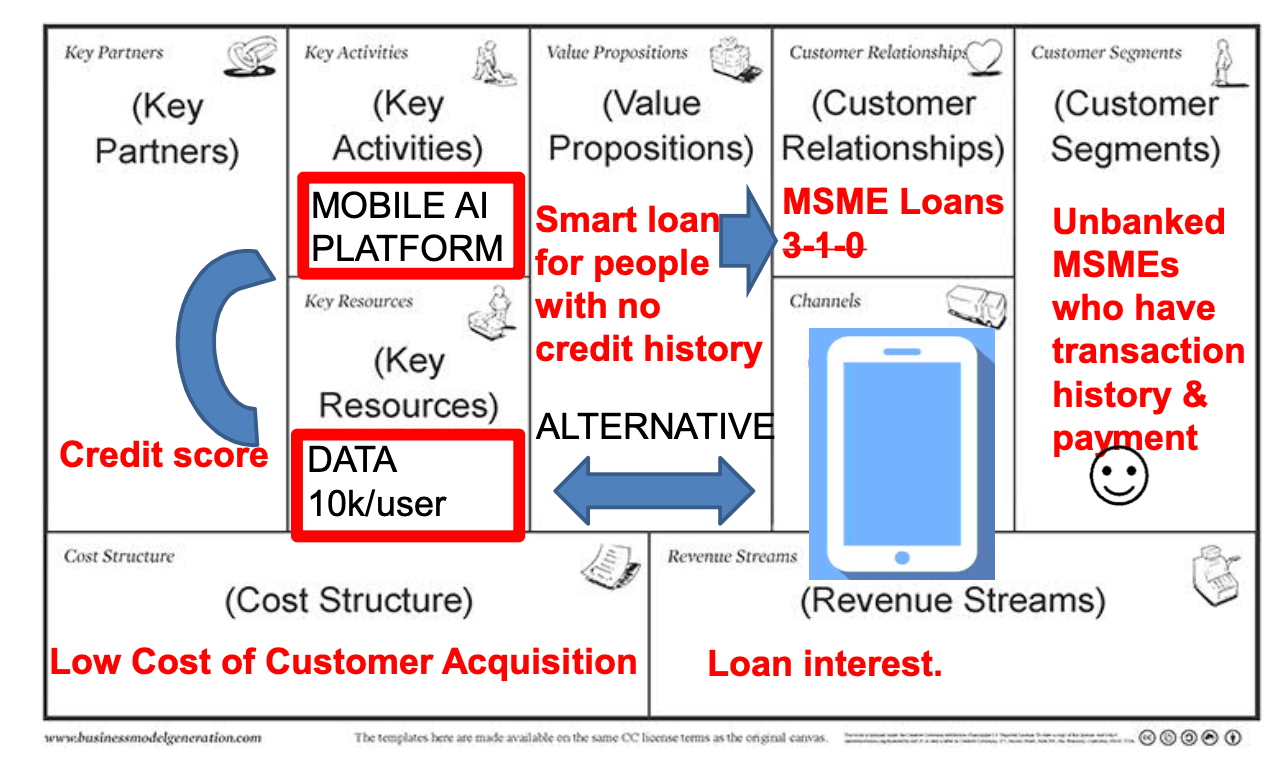 Key Partners
(Key
Partners)
Credit score
Key Activities
(Key
Activities)
MOBILE AI
PLATFORM
Key Resources
(Key
Resources)
DATA
10k/user
Value Propositions
(Value
Propositions)
Smart loan
for people
with no
credit history
ALTERNATIVE
Customer Relationships
(Customer
Relationships)
MSME Loans
3-1-0
Channels
Customer Segments
(Customer
Segments)
Unbanked
MSMEs
who have
transaction
history &
payment
Cost Structure
(Cost Structure)
Low Cost of Customer Acquisition
Revenue Streams
(Revenue Streams)
Loan interest.
www.businessmodelgeneration.com
The templates here are made available on the same CC license terms as the original canvas.